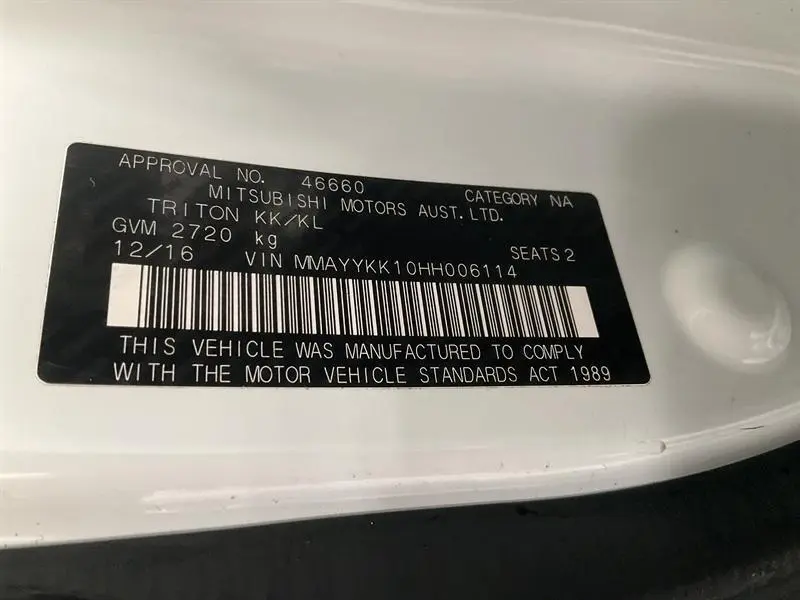 APPROVAL NO. 46660 CATEGORY NA
MITSUBISHI MOTORS AUST. LTD.
TRITON KK/KL
GVM 2720 kg SEATS 2
12/16 VIN MMAYYKK10HH006114
THIS VEHICLE WAS MANUFACTURED TO COMPLY
WITH THE MOTOR VEHICLE STANDARDS ACT 1989